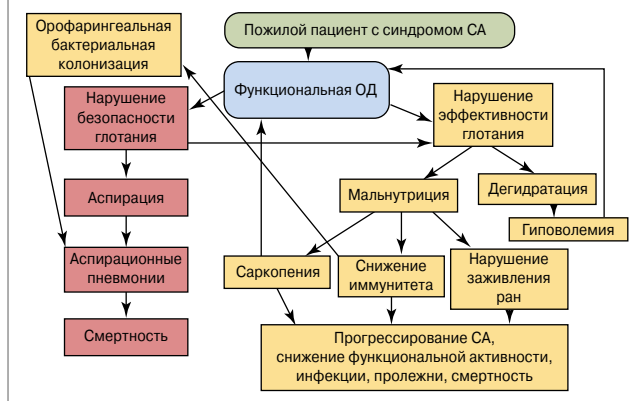 Орофарингеальная
бактериальная
колонизация
Пожилой пациент с синдромом СА
Функциональная ОД
Нарушение
безопасности
глотания
Нарушение
эффективности
глотания
Аспирация
Мальнутриция
Дегидратация
Гиповолемия
Аспирационные
пневмонии
Саркопения
Снижение
иммунитета
Нарушение
заживления
ран
Смертность
Прогрессирование СА,
снижение функциональной активности,
инфекции, пролежни, смертность